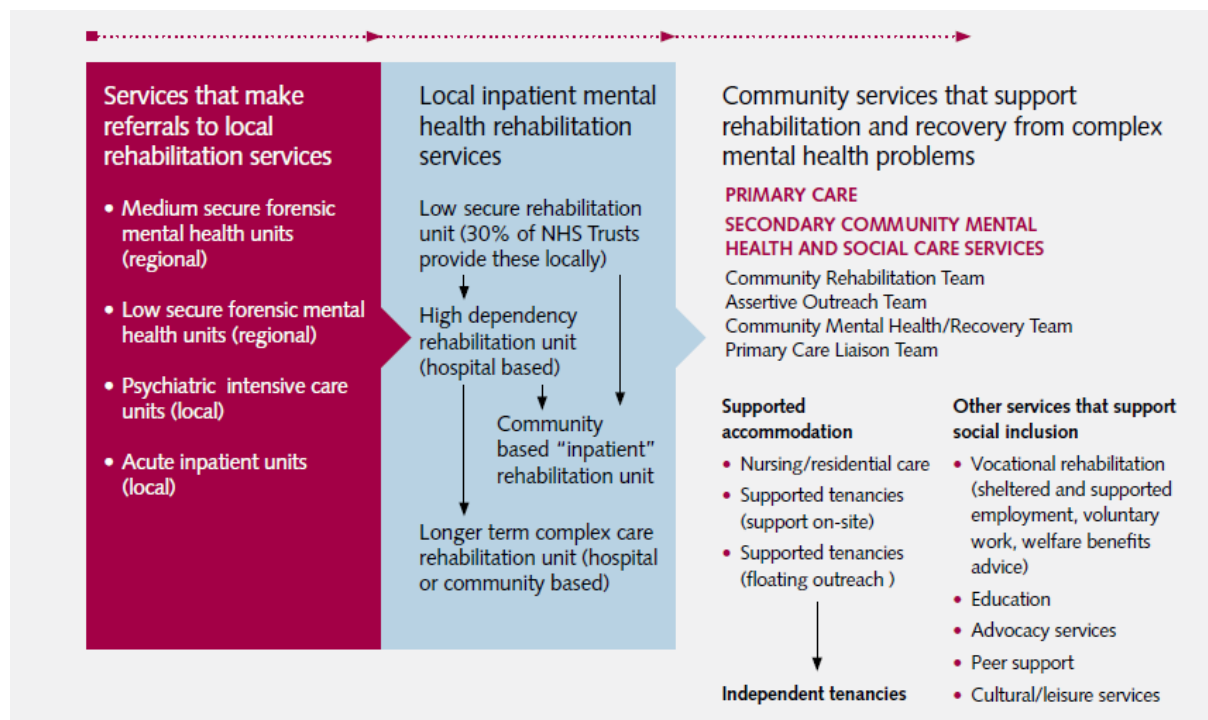 Services that make
referrals to local
rehabilitation services
• Medium secure forensic
mental health units
(regional)
• Low secure forensic mental
health units (regional)
• Psychiatric intensive care
units (local)
• Acute inpatient units
(local)
Local inpatient mental
health rehabilitation
services
Low secure rehabilitation
unit (30% of NHS Trusts
provide these locally)
High dependency
rehabilitation unit
(hospital based)
Community
based “inpatient”
rehabilitation unit
Longer term complex care
rehabilitation unit (hospital
or community based)
Community services that support
rehabilitation and recovery from complex
mental health problems
PRIMARY CARE
SECONDARY COMMUNITY MENTAL
HEALTH AND SOCIAL CARE SERVICES
Community Rehabilitation Team
Assertive Outreach Team
Community Mental Health/Recovery Team
Primary Care Liaison Team
Supported
accommodation
• Nursing/residential care
• Supported tenancies
(support on-site)
• Supported tenancies
(floating outreach )
Independent tenancies
Other services that support
social inclusion
• Vocational rehabilitation
(sheltered and supported
employment, voluntary
work, welfare benefits
advice)
• Education
• Advocacy services
• Peer support
• Cultural/leisure services